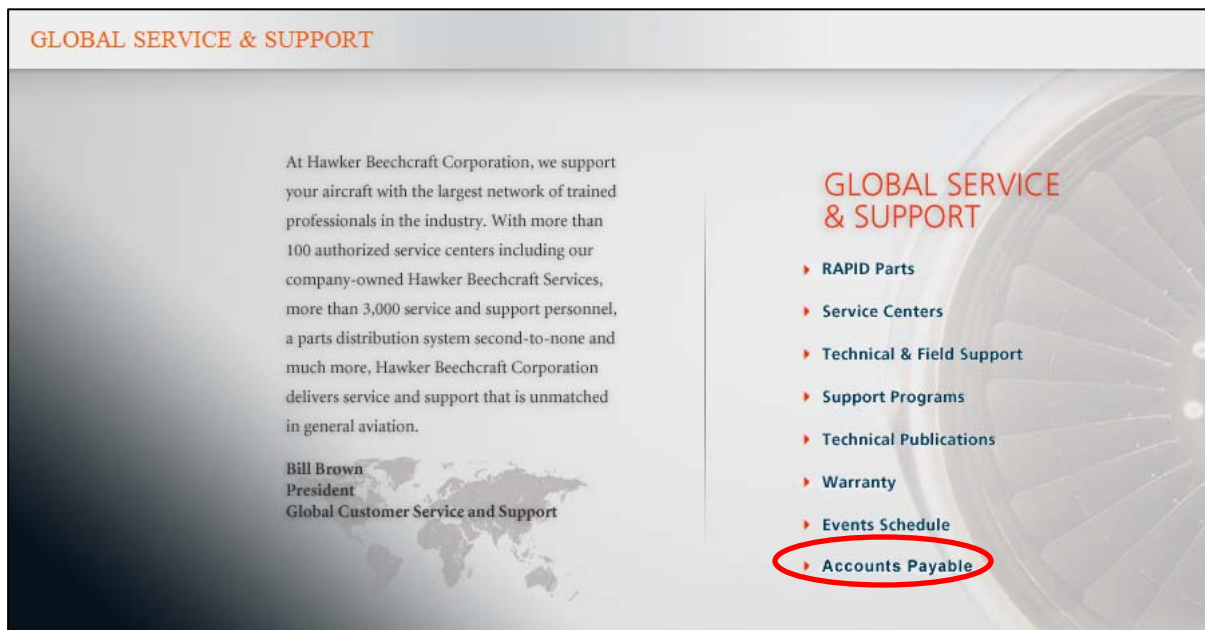 GLOBAL SERVICE & SUPPORT
At Hawker Beechcraft Corporation, we support
your aircraft with the largest network of trained
professionals in the industry. With more than
100 authorized service centers including our
company-owned Hawker Beechcraft Services,
more than 3,000 service and support personnel,
a parts distribution system second-to-none and
much more, Hawker Beechcraft Corporation
delivers service and support that is unmatched
in general aviation.
Bill Brown
President
Global Customer Service and Support
GLOBAL SERVICE
& SUPPORT
RAPID Parts
Service Centers
Technical & Field Support
Support Programs
Technical Publications
Warranty
Events Schedule
Accounts Payable